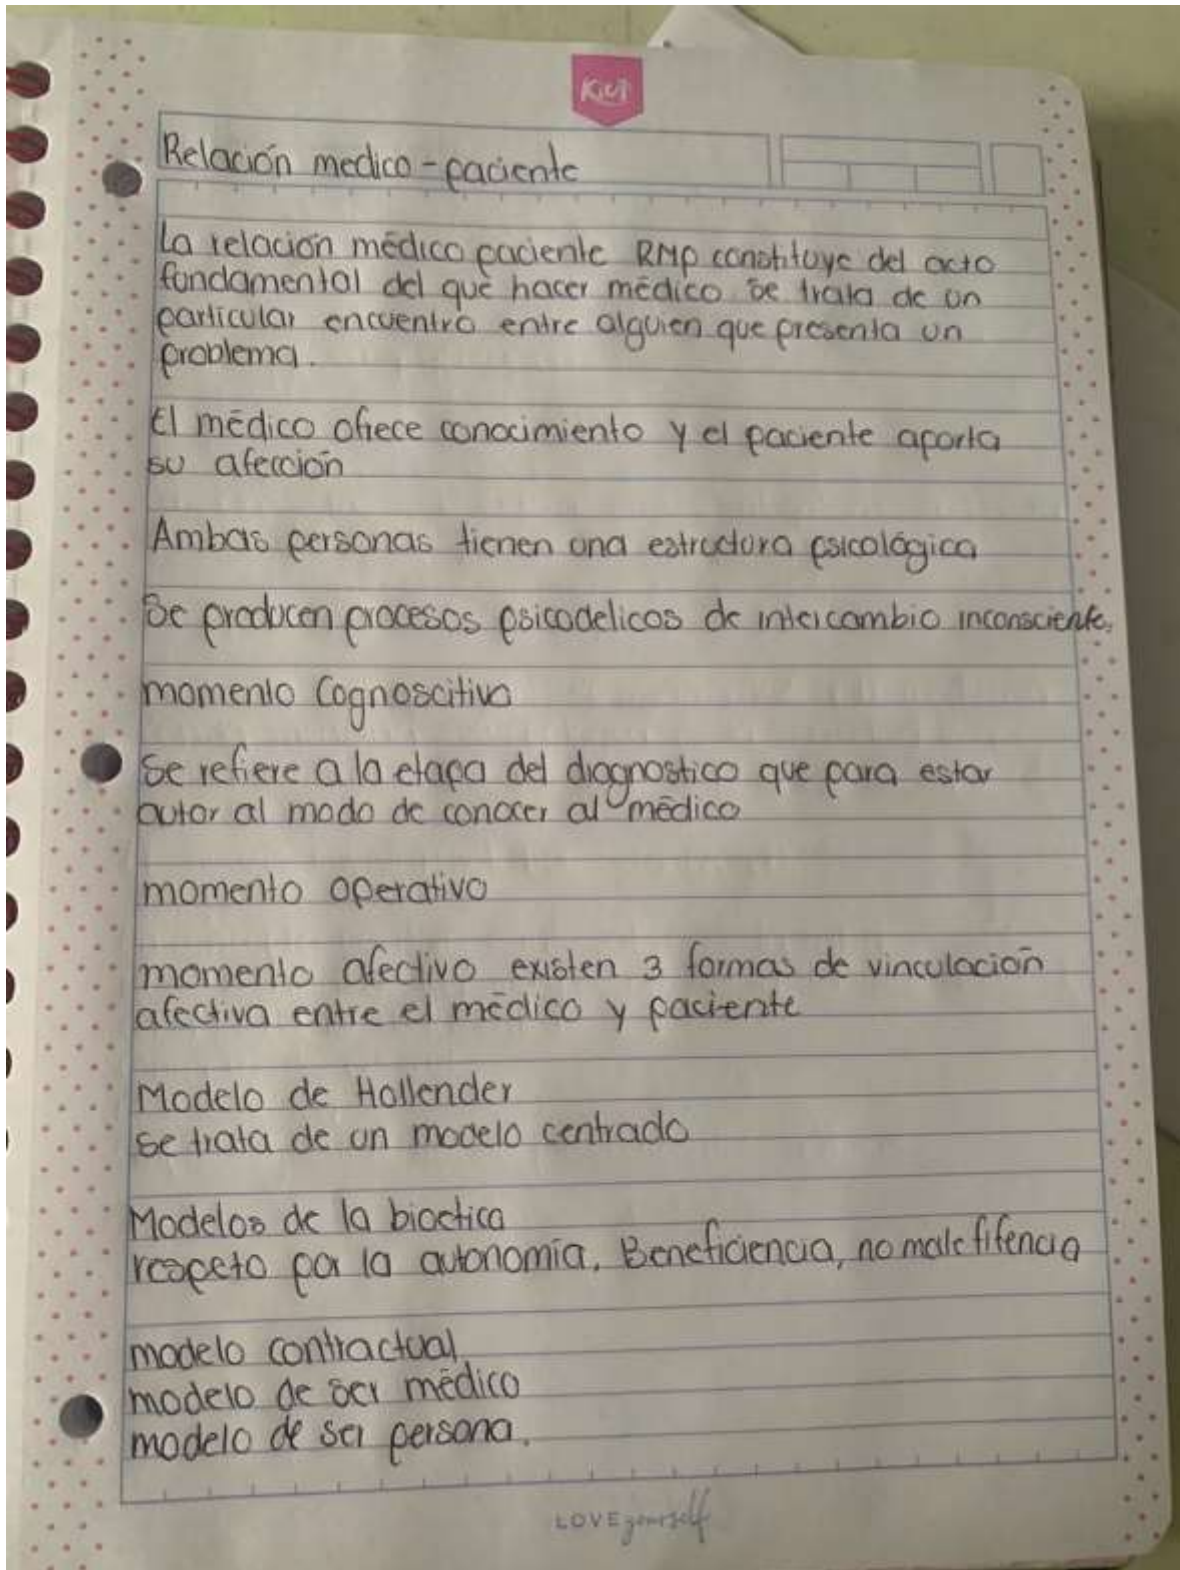 Kiut
Relación medico-paciente
La relación médico paciente RMP constituye del acto
fundamental del que hacer médico se trata de un
particular encuentro entre alguien que presenta un
problema.
El médico ofrece conocimiento y el paciente aporta
su afección
Ambas personas tienen una estructura psicológica
Se producen procesos psicodelicos de intercambio inconsciente.
momento Cognoscitivo
Se refiere a la etapa del diagnostico que para estar
autor al modo de conocer al médico
momento operativo
momento afectivo existen 3 formas de vinculación
afectiva entre el médico y paciente
Modelo de Hollender
se trata de un modelo centrado
Modelos de la bioetica
respeto por la autonomía, Beneficiencia, no malefifencia
modelo contractual
modelo de ser médico
modelo de ser persona.
LOVE yourself